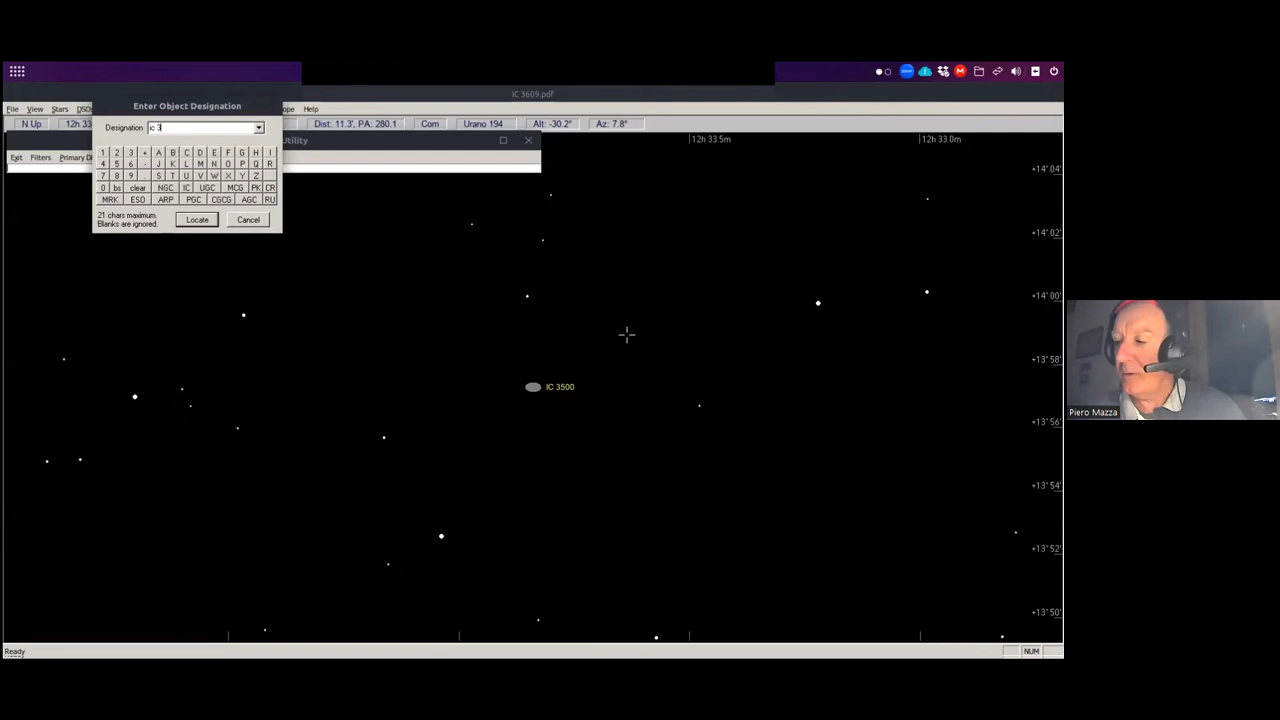 IC 3609.pdf
Enter Object Designation
File View Stars Help
Designation ic 3
N Up 12h 33 Dist: 11.3', PA: 280.1 Com Urano 194 Alt: -30.2° Az: 7.8°
Utility
Exit Filters
1 2 3 + A B C D E F G H I
4 5 6 - J K L M N O P Q R
7 8 9 . S T U V W X Y Z
0 bs clear NGC IC UGC MCG PK CR
MRK ESO ARP PGC CGCG AGC RU
21 chars maximum.
Blanks are ignored.
Locate Cancel
12h 33.5m
12h 33.0m
+14° 04'
+14° 02'
+14° 00'
+13° 58'
+13° 56'
+13° 54'
+13° 52'
+13° 50'
IC 3500
Piero Mazza
Ready
NUM